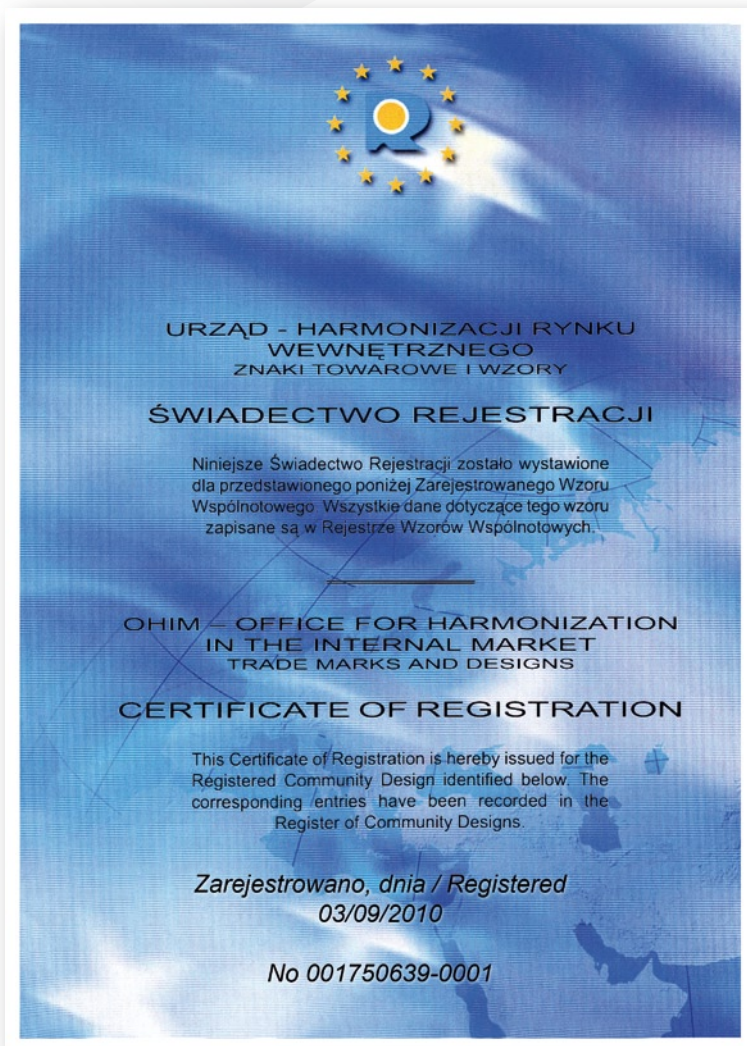 URZĄD - HARMONIZACJI RYNKU
WEWNĘTRZNEGO
ZNAKI TOWAROWE I WZORY
ŚWIADECTWO REJESTRACJI
Niniejsze Świadectwo Rejestracji zostało wystawione
dla przedstawionego poniżej Zarejestrowanego Wzoru
Wspólnotowego. Wszystkie dane dotyczące tego wzoru
zapisane są w Rejestrze Wzorów Wspólnotowych.
OHIM – OFFICE FOR HARMONIZATION
IN THE INTERNAL MARKET
TRADE MARKS AND DESIGNS
CERTIFICATE OF REGISTRATION
This Certificate of Registration is hereby issued for the
Registered Community Design identified below. The
corresponding entries have been recorded in the
Register of Community Designs.
Zarejestrowano, dnia / Registered
03/09/2010
No 001750639-0001